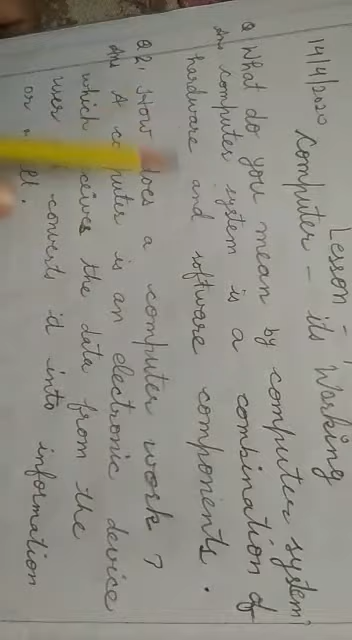 14/4/2020
Lesson -
Computer - its Working
Q What do you mean by computer system?
Ans computer system is a combination of
hardware and software components.
Q2. How does a computer work?
Ans A computer is an electronic device
which the data from the
user converts it into information
or